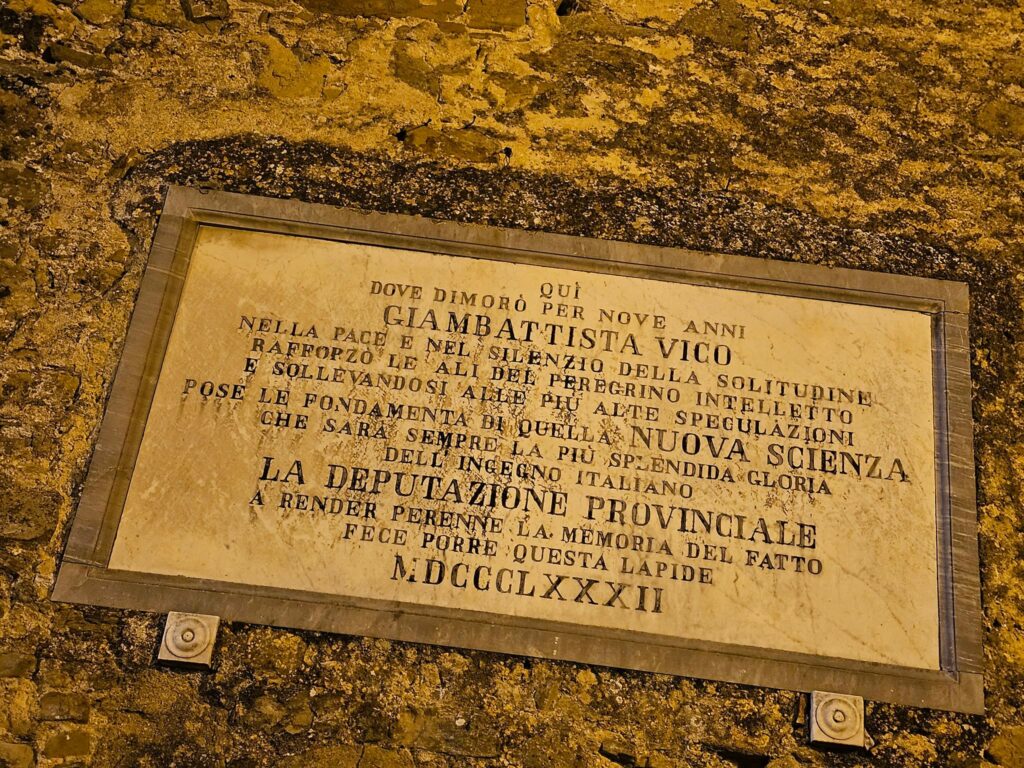 QUÌ
DOVE DIMORÒ PER NOVE ANNI
GIAMBATTISTA VICO
NELLA PACE E NEL SILENZIO DELLA SOLITUDINE
RAFFORZÒ LE ALI DEL PEREGRINO INTELLETTO
E SOLLEVANDOSI ALLE PIÙ ALTE SPECULAZIONI
POSE LE FONDAMENTA DI QUELLA NUOVA SCIENZA
CHE SARÀ SEMPRE LA PIÙ SPLENDIDA GLORIA
DELL'INGEGNO ITALIANO
LA DEPUTAZIONE PROVINCIALE
A RENDER PERENNE LA MEMORIA DEL FATTO
FECE PORRE QUESTA LAPIDE
MDCCCLXXXII